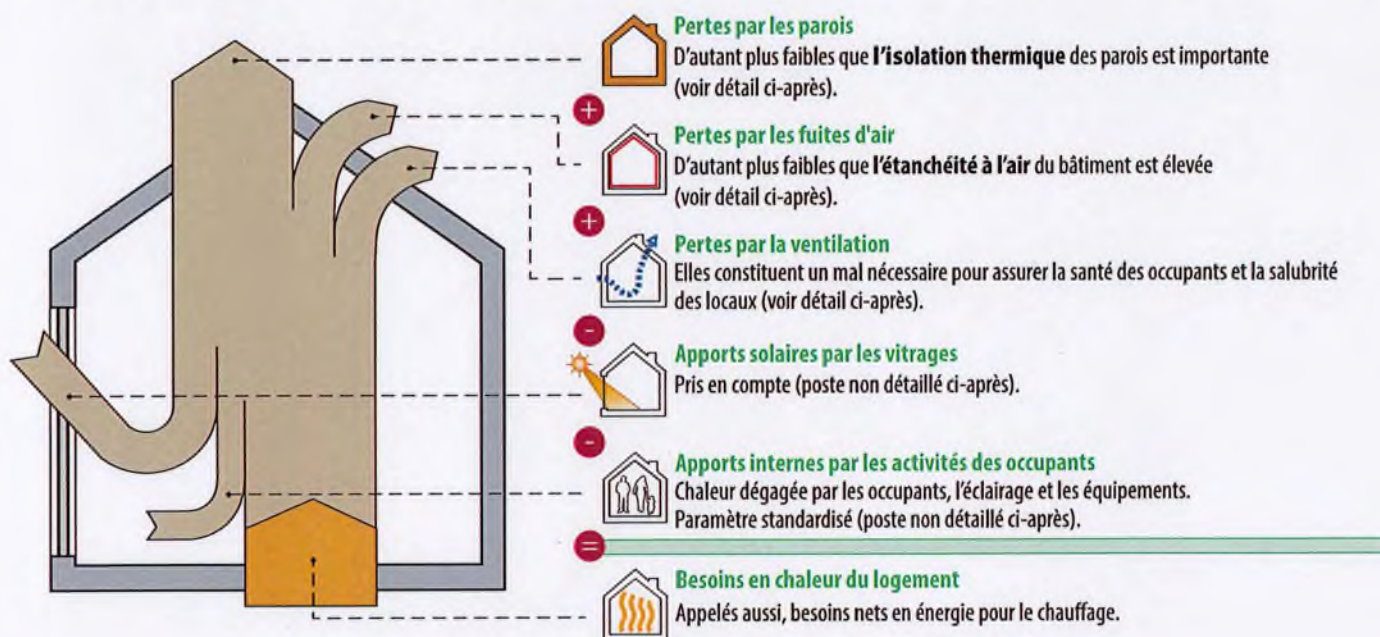 Pertes par les parois
D'autant plus faibles que l'isolation thermique des parois est importante
(voir détail ci-après).
+
Pertes par les fuites d'air
D'autant plus faibles que l'étanchéité à l'air du bâtiment est élevée
(voir détail ci-après).
+
Pertes par la ventilation
Elles constituent un mal nécessaire pour assurer la santé des occupants et la salubrité
des locaux (voir détail ci-après).
-
Apports solaires par les vitrages
Pris en compte (poste non détaillé ci-après).
-
Apports internes par les activités des occupants
Chaleur dégagée par les occupants, l'éclairage et les équipements.
Paramètre standardisé (poste non détaillé ci-après).
=
Besoins en chaleur du logement
Appelés aussi, besoins nets en énergie pour le chauffage.